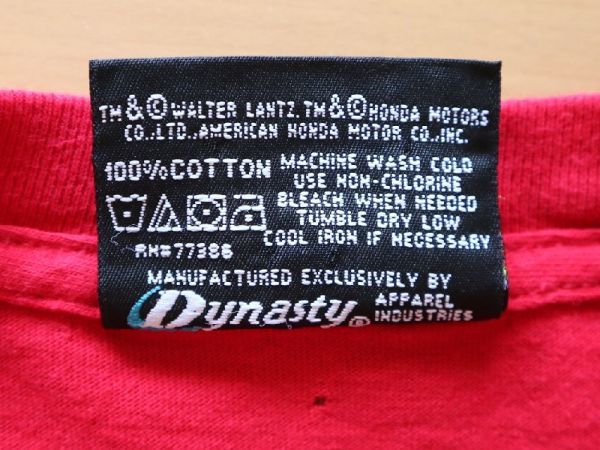 TM&©WALTER LANTZ.TM&©HONDA MOTORS
CO.,LTD.,AMERICAN HONDA MOTOR CO.,INC.
100%COTTON
MACHINE WASH COLD
USE NON-CHLORINE
BLEACH WHEN NEEDED
TUMBLE DRY LOW
COOL IRON IF NECESSARY
RN#77386
MANUFACTURED EXCLUSIVELY BY
Dynasty®
APPAREL
INDUSTRIES